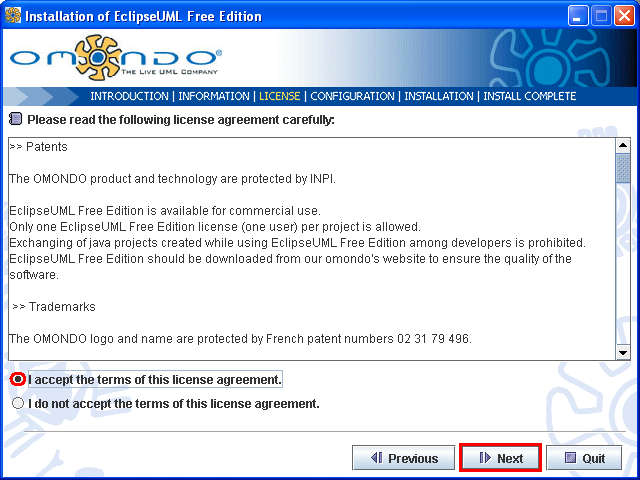 Installation of EclipseUML Free Edition
OMONDO®
THE LIVE UML COMPANY
INTRODUCTION | INFORMATION | LICENSE | CONFIGURATION | INSTALLATION | INSTALL COMPLETE
Please read the following license agreement carefully:
>> Patents
The OMONDO product and technology are protected by INPI.
EclipseUML Free Edition is available for commercial use.
Only one EclipseUML Free Edition license (one user) per project is allowed.
Exchanging of java projects created while using EclipseUML Free Edition among developers is prohibited.
EclipseUML Free Edition should be downloaded from our omondo's website to ensure the quality of the
software.
>> Trademarks
The OMONDO logo and name are protected by French patent numbers 02 31 79 496.
I accept the terms of this license agreement.
I do not accept the terms of this license agreement.
Previous Next Quit